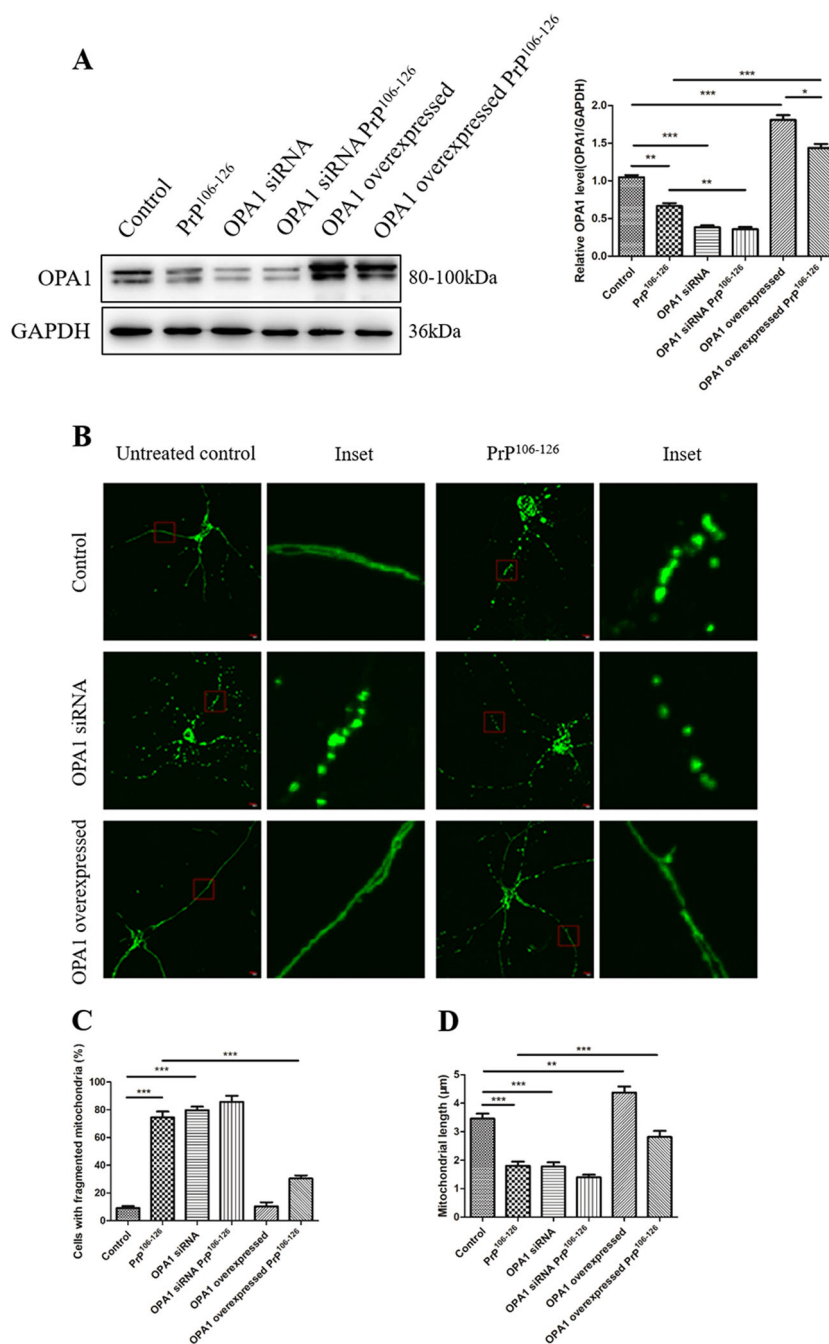 A
Control
PrP106-126
OPA1 siRNA
OPA1 siRNA PrP106-126
OPA1 overexpressed
OPA1 overexpressed PrP106-126
OPA1
80-100kDa
GAPDH
36kDa
Relative OPA1 level(OPA1/GAPDH)
2.0
1.5
1.0
0.5
0.0
***
*
***
***
**
**
Control
PrP106-126
OPA1 siRNA
OPA1 siRNA PrP106-126
OPA1 overexpressed
OPA1 overexpressed PrP106-126
B
Untreated control
Inset
PrP106-126
Inset
Control
OPA1 siRNA
OPA1 overexpressed
C
Cells with fragmented mitochondria (%)
100
80
60
40
20
0
***
***
***
Control
PrP106-126
OPA1 siRNA
OPA1 siRNA PrP106-126
OPA1 overexpressed
OPA1 overexpressed PrP106-126
D
Mitochondrial length (μm)
5
4
3
2
1
0
***
**
***
***
Control
PrP106-126
OPA1 siRNA
OPA1 siRNA PrP106-126
OPA1 overexpressed
OPA1 overexpressed PrP106-126